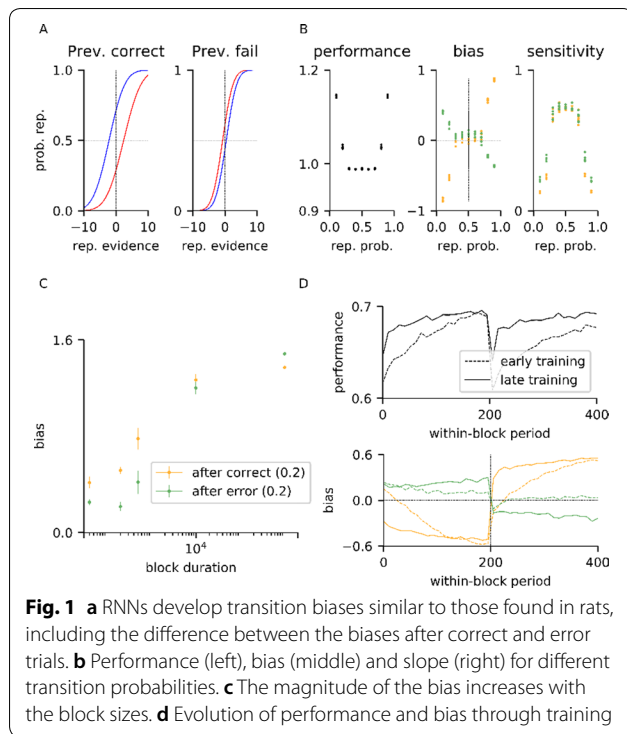 A
Prev. correct
Prev. fail
prob. rep.
1.0
0.5
0.0
−10
0
10
rep. evidence
1
0
−10
0
10
rep. evidence
B
performance
bias
sensitivity
1.2
1.0
0.9
0.0
0.5
1.0
rep. prob.
1
0
−1
0.0
0.5
1.0
rep. prob.
1
0
0.0
0.5
1.0
rep. prob.
C
bias
1.6
0.0
after correct (0.2)
after error (0.2)
10⁴
block duration
D
performance
0.7
0.6
early training
late training
0
200
400
within-block period
bias
0.6
0.0
−0.6
0
200
400
within-block period
Fig. 1 a RNNs develop transition biases similar to those found in rats,
including the difference between the biases after correct and error
trials. b Performance (left), bias (middle) and slope (right) for different
transition probabilities. c The magnitude of the bias increases with
the block sizes. d Evolution of performance and bias through training